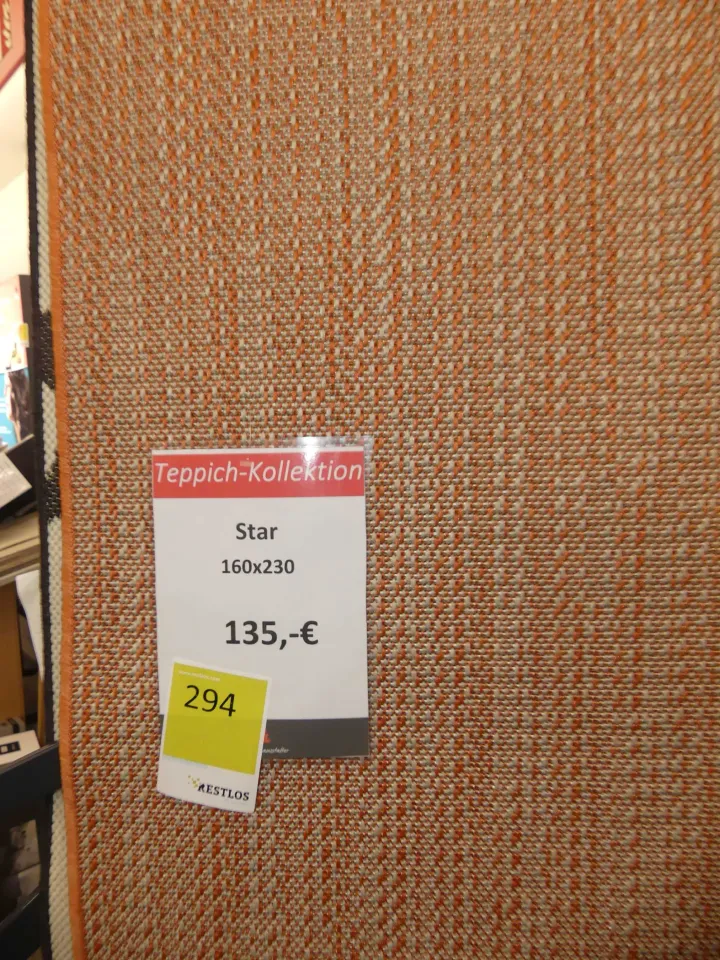 Teppich-Kollektion
Star
160x230
135,-€
294
RESTLOS